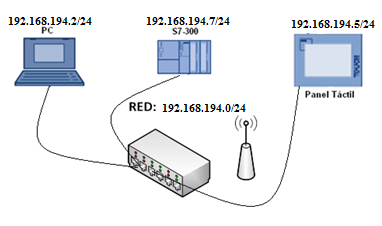 192.168.194.2/24
PC
192.168.194.7/24
S7-300
192.168.194.5/24
TOUCH
Panel Táctil
RED: 192.168.194.0/24